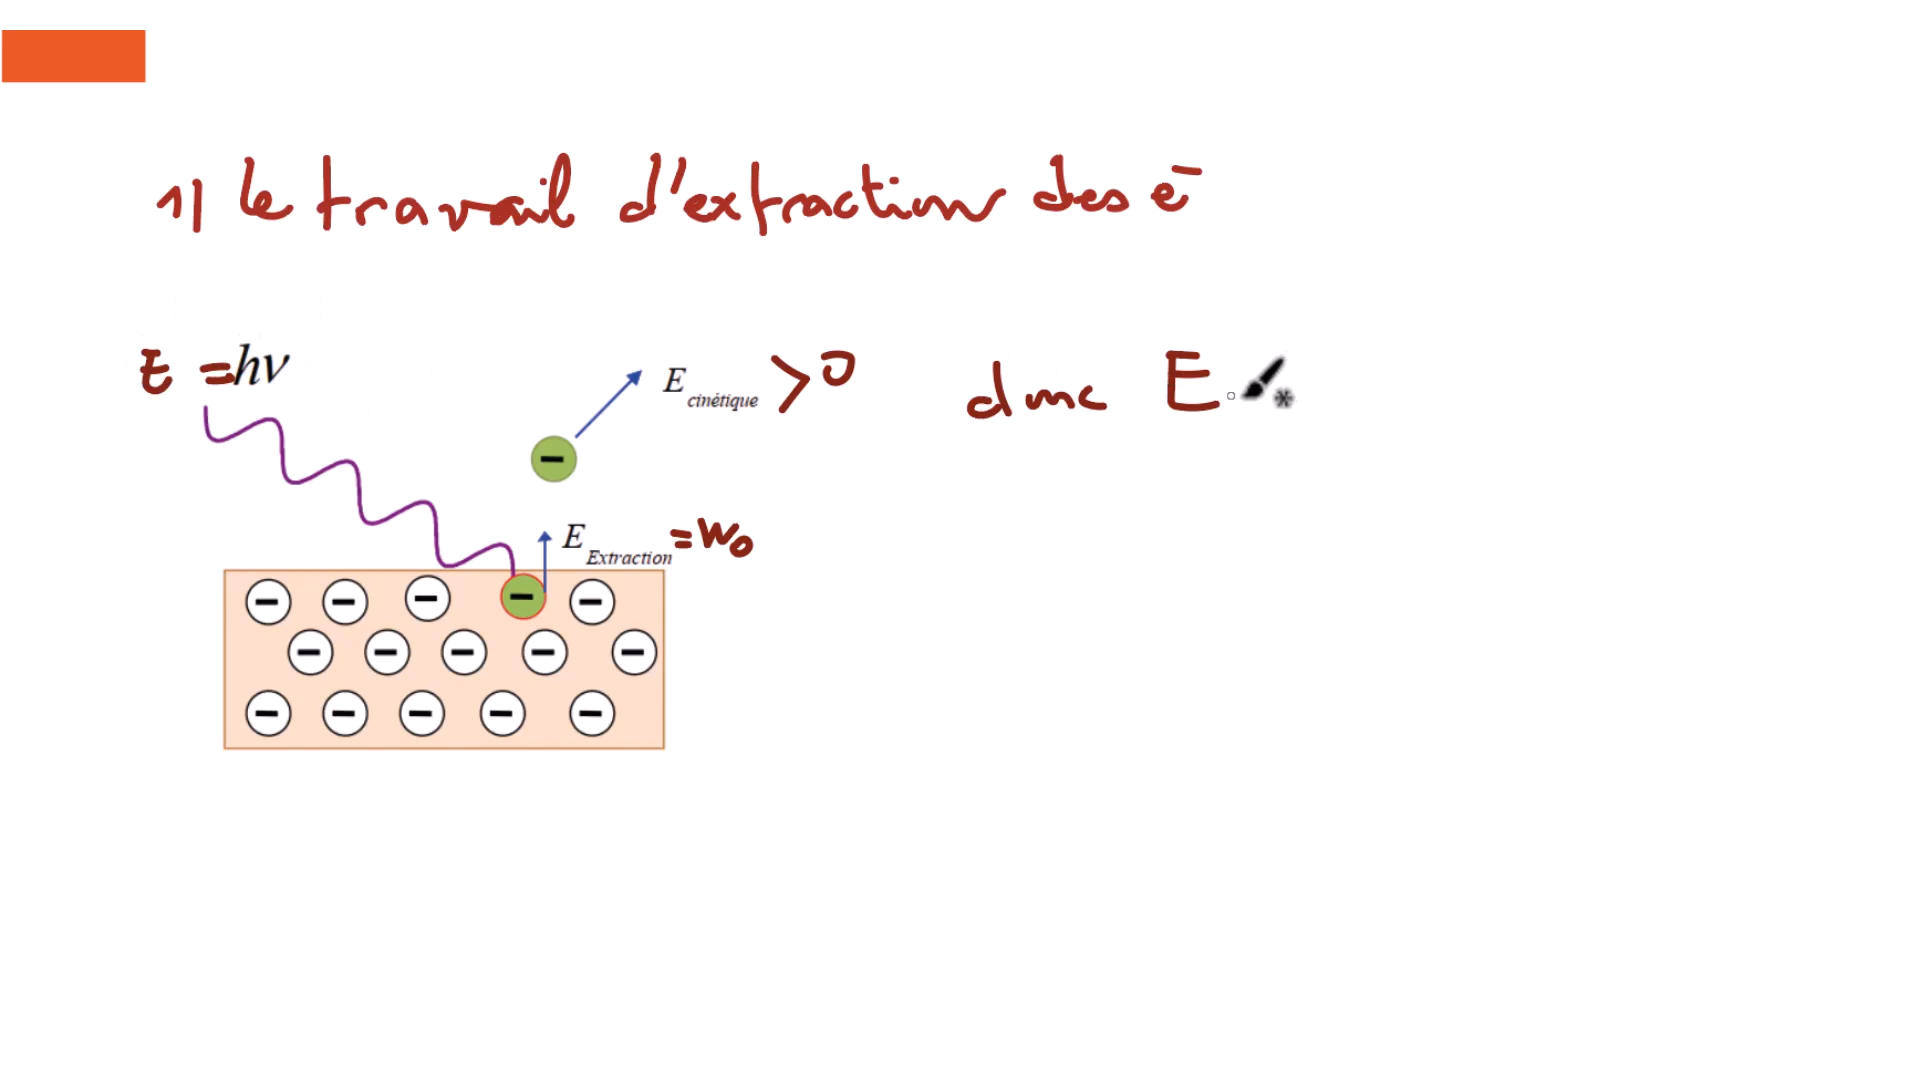 1) le travail d'extraction des e⁻
E = hν
E cinétique > 0 donc E
E Extraction = W₀